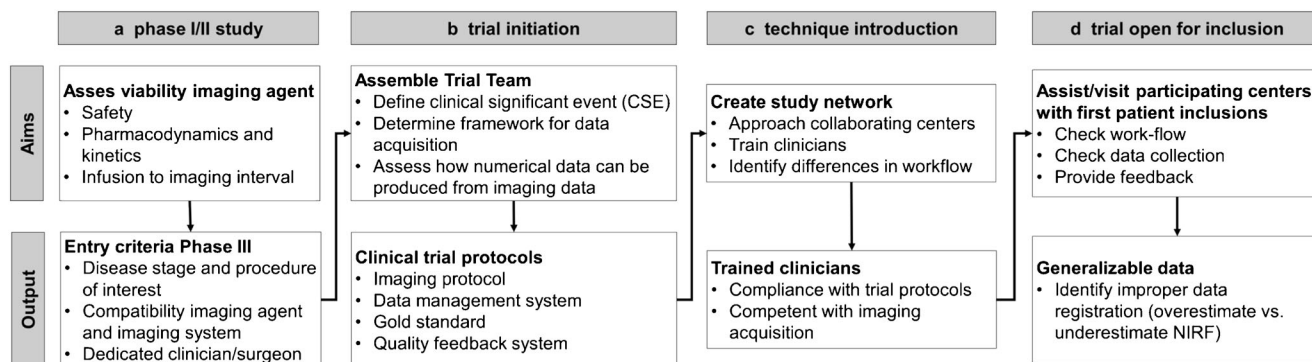 a phase I/II study
b trial initiation
c technique introduction
d trial open for inclusion
Aims
Asses viability imaging agent
• Safety
• Pharmacodynamics and
kinetics
• Infusion to imaging interval
Assemble Trial Team
• Define clinical significant event (CSE)
• Determine framework for data
acquisition
• Assess how numerical data can be
produced from imaging data
Create study network
• Approach collaborating centers
• Train clinicians
• Identify differences in workflow
Assist/visit participating centers
with first patient inclusions
• Check work-flow
• Check data collection
• Provide feedback
Output
Entry criteria Phase III
• Disease stage and procedure
of interest
• Compatibility imaging agent
and imaging system
• Dedicated clinician/surgeon
Clinical trial protocols
• Imaging protocol
• Data management system
• Gold standard
• Quality feedback system
Trained clinicians
• Compliance with trial protocols
• Competent with imaging
acquisition
Generalizable data
• Identify improper data
registration (overestimate vs.
underestimate NIRF)